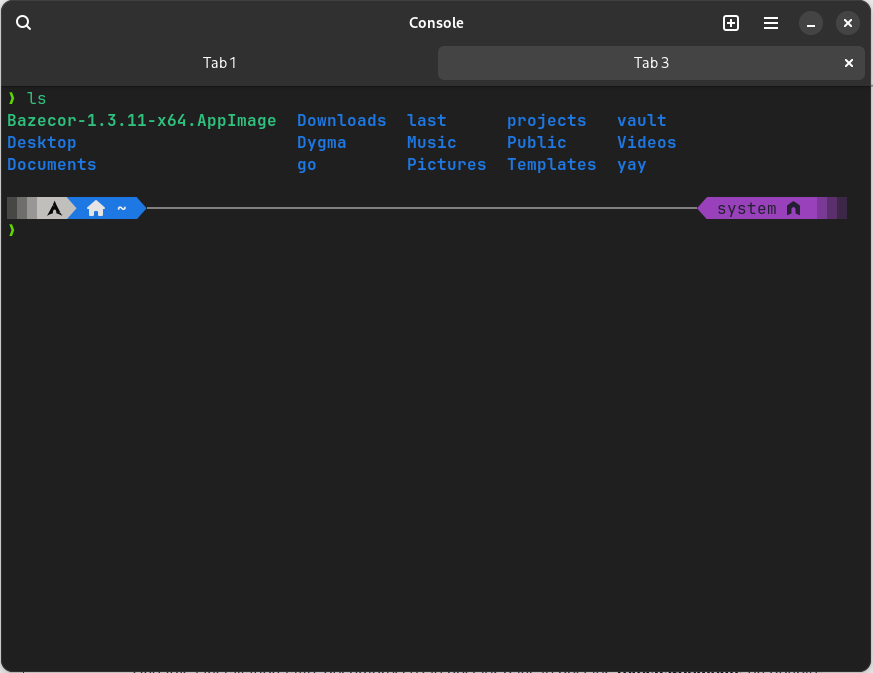 Console
Tab 1 Tab 3
❱ ls
Bazecor-1.3.11-x64.AppImage Downloads last projects vault
Desktop Dygma Music Public Videos
Documents go Pictures Templates yay
~ system
❱